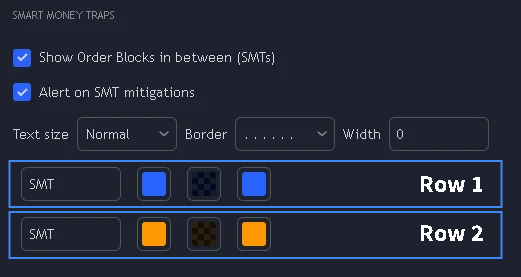 SMART MONEY TRAPS
Show Order Blocks in between (SMTs)
Alert on SMT mitigations
Text size Normal Border ...... Width 0
SMT Row 1
SMT Row 2